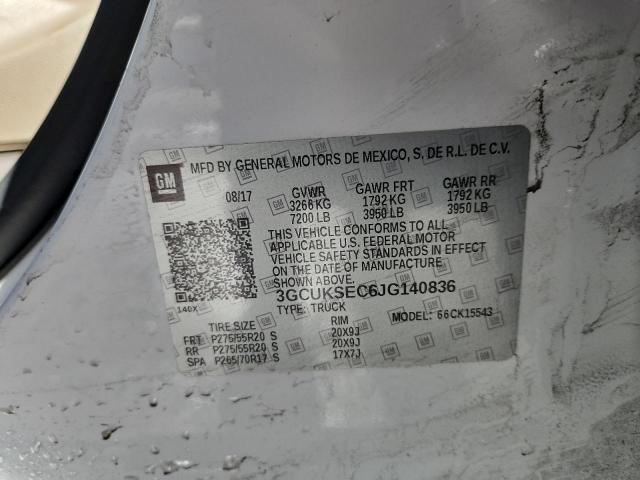 MFD BY GENERAL MOTORS DE MEXICO, S. DE R.L. DE C.V.
GM
08/17 GVWR GAWR FRT GAWR RR
3266 KG 1792 KG 1792 KG
7200 LB 3950 LB 3950 LB
THIS VEHICLE CONFORMS TO ALL
APPLICABLE U.S. FEDERAL MOTOR
VEHICLE SAFETY STANDARDS IN EFFECT
ON THE DATE OF MANUFACTURE
SHOWN ABOVE.
140X 3GCUKSEC6JG140836
TYPE: TRUCK MODEL: 66CK15543
TIRE SIZE RIM
FRT P275/55R20 S 20X9J
RR P275/55R20 S 20X9J
SPA P265/70R17 S 17X7J